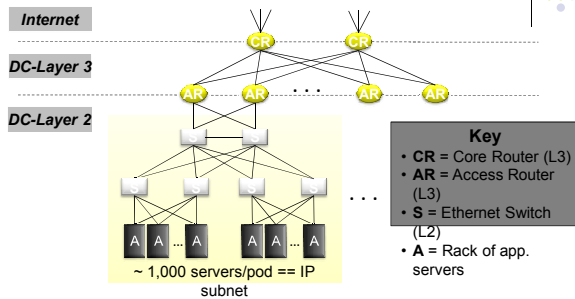 Internet
CR CR
DC-Layer 3
AR AR . . . AR AR
DC-Layer 2
S S
S S S S
. . .
A A ... A A A ... A
~ 1,000 servers/pod == IP
subnet
Key
• CR = Core Router (L3)
• AR = Access Router
(L3)
• S = Ethernet Switch
(L2)
• A = Rack of app.
servers